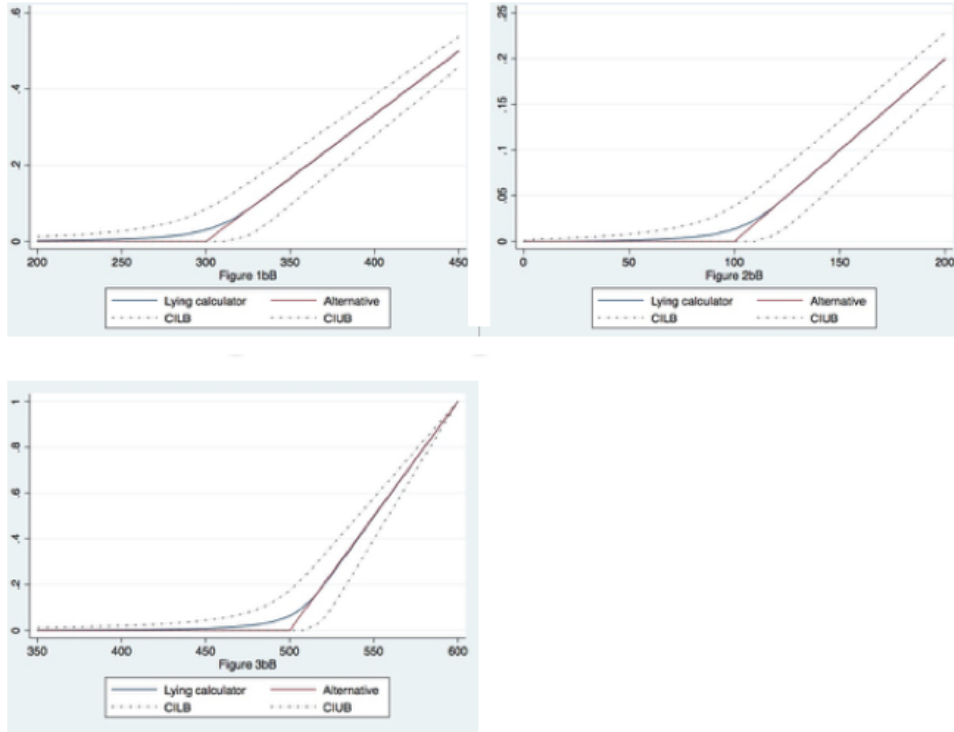 .6
.4
.2
0
200 250 300 350 400 450
Figure 1bB
Lying calculator Alternative
CILB CIUB
.25
.2
.15
.1
.05
0
0 50 100 150 200
Figure 2bB
Lying calculator Alternative
CILB CIUB
1
.8
.6
.4
.2
0
350 400 450 500 550 600
Figure 3bB
Lying calculator Alternative
CILB CIUB